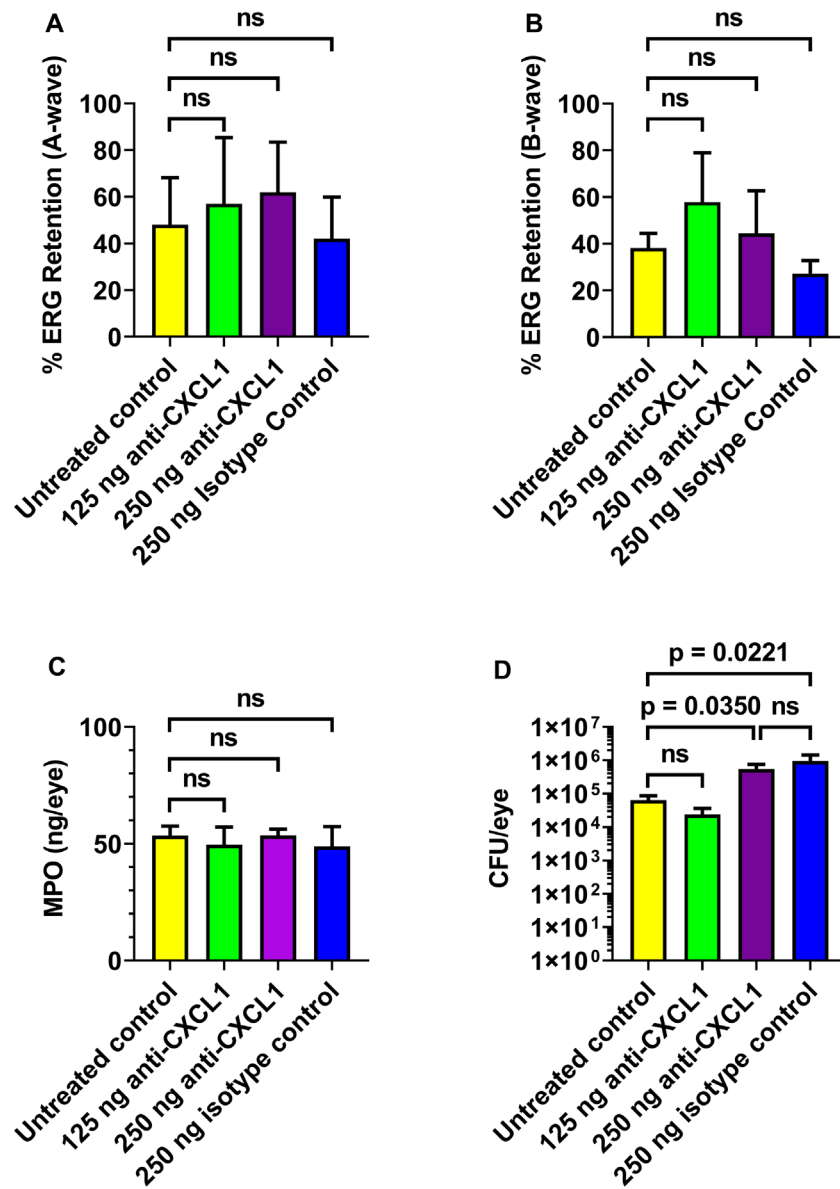 A
ns
ns
ns
% ERG Retention (A-wave)
100
80
60
40
20
0
Untreated control
125 ng anti-CXCL1
250 ng anti-CXCL1
250 ng Isotype Control
B
ns
ns
ns
% ERG Retention (B-wave)
100
80
60
40
20
0
Untreated control
125 ng anti-CXCL1
250 ng anti-CXCL1
250 ng Isotype Control
C
ns
ns
ns
MPO (ng/eye)
100
50
0
Untreated control
125 ng anti-CXCL1
250 ng anti-CXCL1
250 ng isotype control
D
p = 0.0221
p = 0.0350 ns
ns
CFU/eye
1×10⁷
1×10⁶
1×10⁵
1×10⁴
1×10³
1×10²
1×10¹
1×10⁰
Untreated control
125 ng anti-CXCL1
250 ng anti-CXCL1
250 ng isotype control